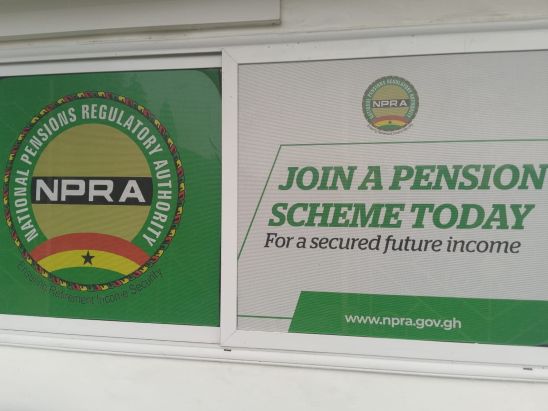 NATIONAL PENSIONS REGULATORY AUTHORITY
NPRA
Ensuring Retirement Income Security
NPRA
JOIN A PENSION
SCHEME TODAY
For a secured future income
www.npra.gov.gh